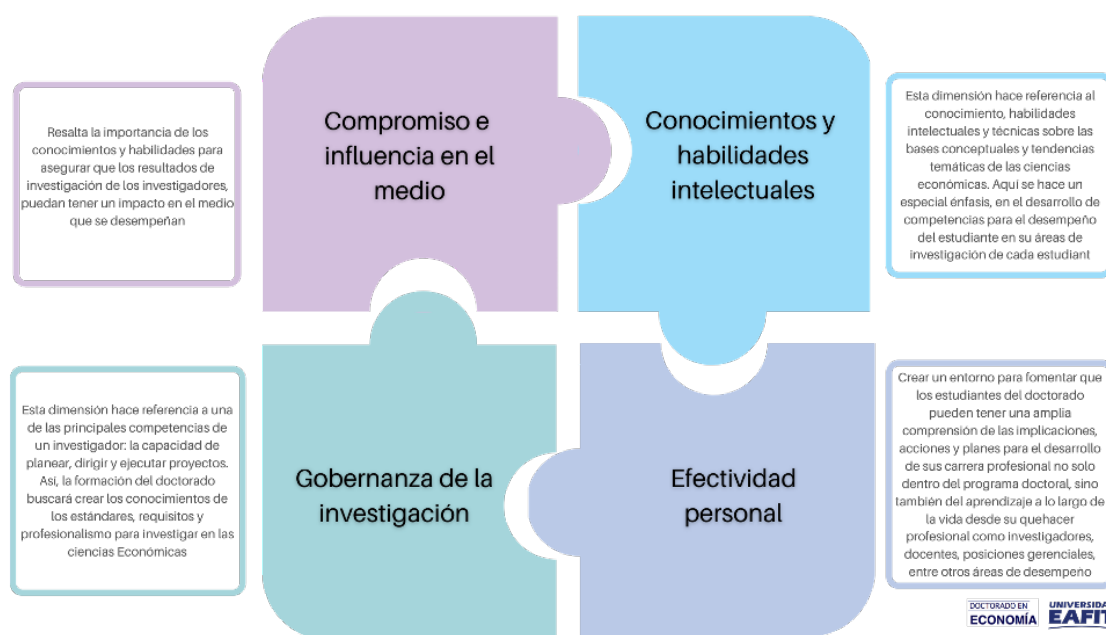 Resalta la importancia de los
conocimientos y habilidades para
asegurar que los resultados de
investigación de los investigadores,
puedan tener un impacto en el medio
que se desempeñan
Compromiso e
influencia en el
medio
Conocimientos y
habilidades
intelectuales
Esta dimensión hace referencia al
conocimiento, habilidades
intelectuales y técnicas sobre las
bases conceptuales y tendencias
temáticas de las ciencias
económicas. Aquí se hace un
especial énfasis, en el desarrollo de
competencias para el desempeño
del estudiante en su áreas de
investigación de cada estudiant
Esta dimensión hace referencia a una
de las principales competencias de
un investigador: la capacidad de
planear, dirigir y ejecutar proyectos.
Así, la formación del doctorado
buscará crear los conocimientos de
los estándares, requisitos y
profesionalismo para investigar en las
ciencias Económicas
Gobernanza de la
investigación
Efectividad
personal
Crear un entorno para fomentar que
los estudiantes del doctorado
pueden tener una amplia
comprensión de las implicaciones,
acciones y planes para el desarrollo
de sus carrera profesional no solo
dentro del programa doctoral, sino
también del aprendizaje a lo largo de
la vida desde su quehacer
profesional como investigadores,
docentes, posiciones gerenciales,
entre otros áreas de desempeño
DOCTORADO EN
ECONOMÍA
UNIVERSIDA
EAFIT